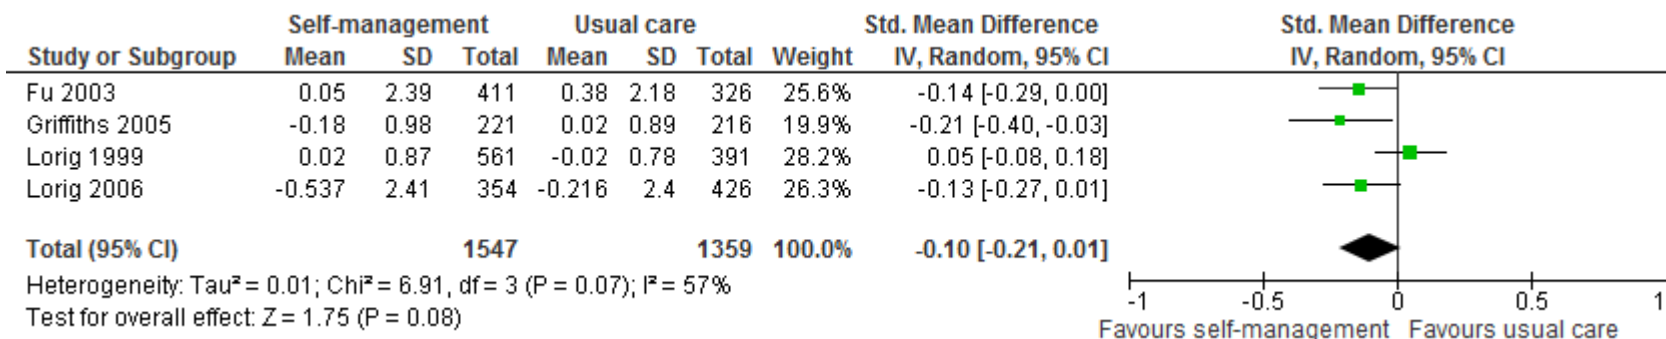 Self-management Usual care Std. Mean Difference Std. Mean Difference
Study or Subgroup Mean SD Total Mean SD Total Weight IV, Random, 95% CI IV, Random, 95% CI
Fu 2003 0.05 2.39 411 0.38 2.18 326 25.6% -0.14 [-0.29, 0.00]
Griffiths 2005 -0.18 0.98 221 0.02 0.89 216 19.9% -0.21 [-0.40, -0.03]
Lorig 1999 0.02 0.87 561 -0.02 0.78 391 28.2% 0.05 [-0.08, 0.18]
Lorig 2006 -0.537 2.41 354 -0.216 2.4 426 26.3% -0.13 [-0.27, 0.01]
Total (95% CI) 1547 1359 100.0% -0.10 [-0.21, 0.01]
Heterogeneity: Tau² = 0.01; Chi² = 6.91, df = 3 (P = 0.07); I² = 57%
Test for overall effect: Z = 1.75 (P = 0.08)
-1 -0.5 0 0.5 1
Favours self-management Favours usual care